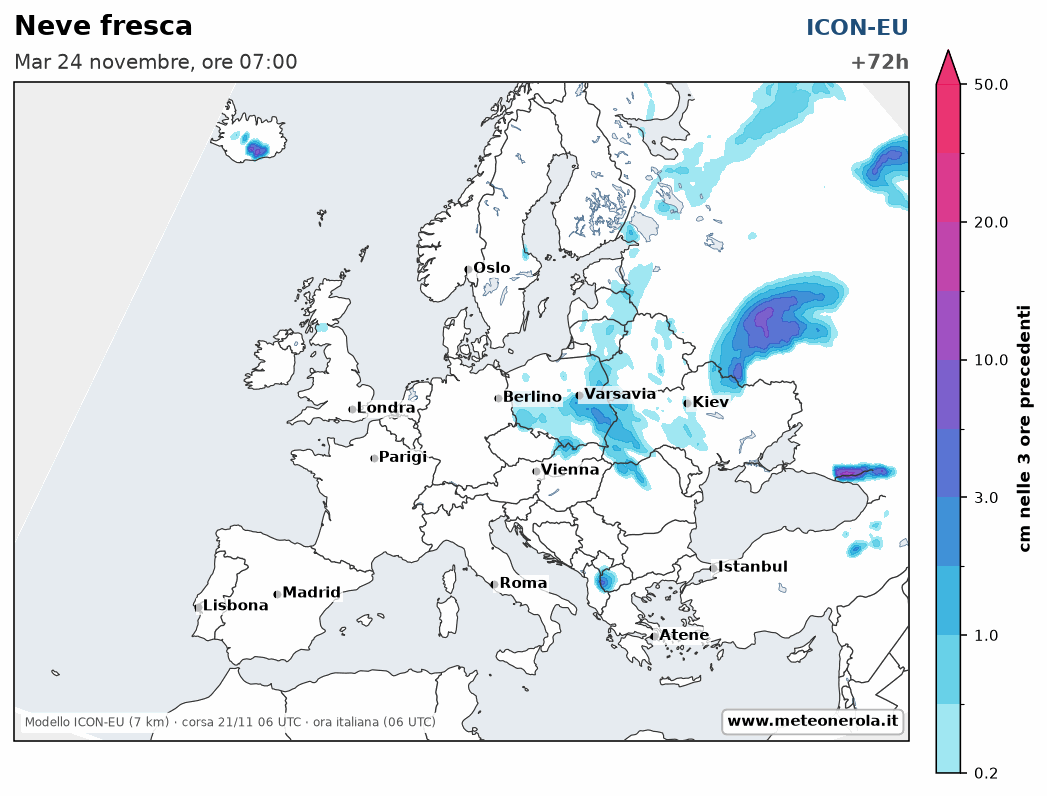 Neve fresca
ICON-EU
Mar 24 novembre, ore 07:00
+72h
50.0
20.0
10.0
3.0
1.0
0.2
cm nelle 3 ore precedenti
Oslo
Berlino
Varsavia
Kiev
Londra
Parigi
Vienna
Istanbul
Roma
Madrid
Lisbona
Atene
Modello ICON-EU (7 km) · corsa 21/11 06 UTC · ora italiana (06 UTC)
www.meteonerola.it